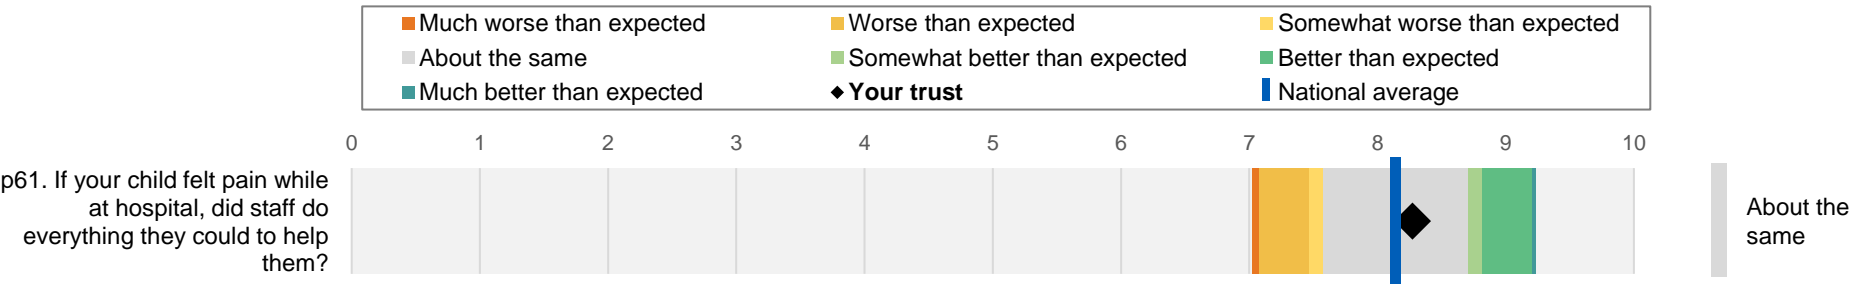 Much worse than expected
Worse than expected
Somewhat worse than expected
About the same
Somewhat better than expected
Better than expected
Much better than expected
Your trust
National average
0 1 2 3 4 5 6 7 8 9 10
p61. If your child felt pain while
at hospital, did staff do
everything they could to help
them?
About the
same